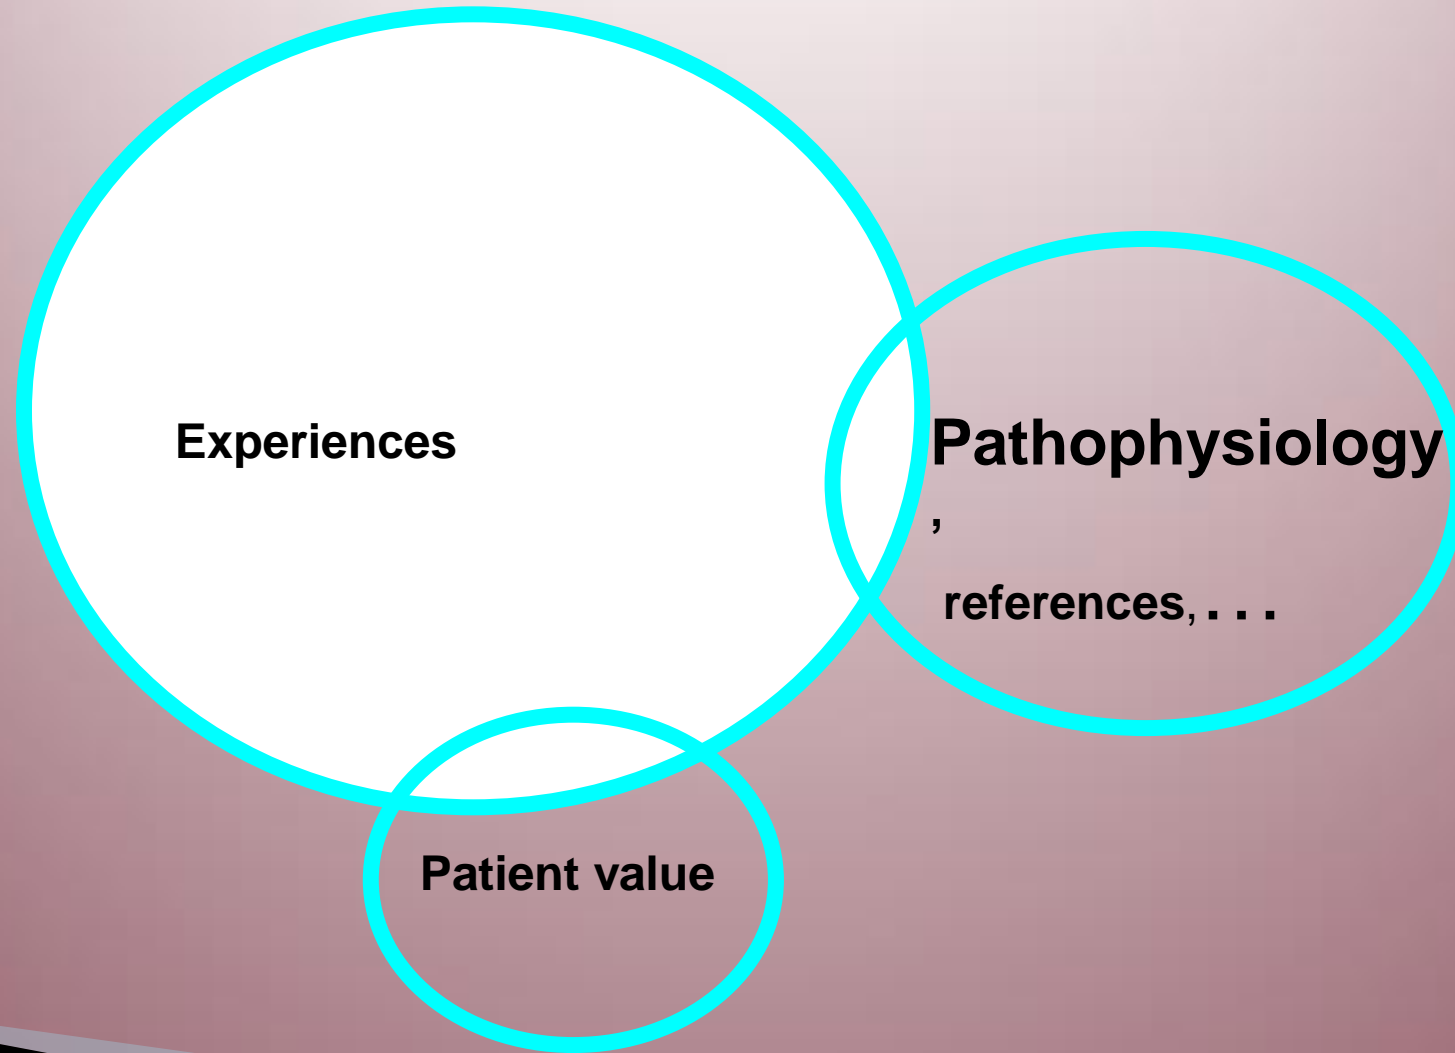 Experiences
Pathophysiology
,
references, . . .
Patient value